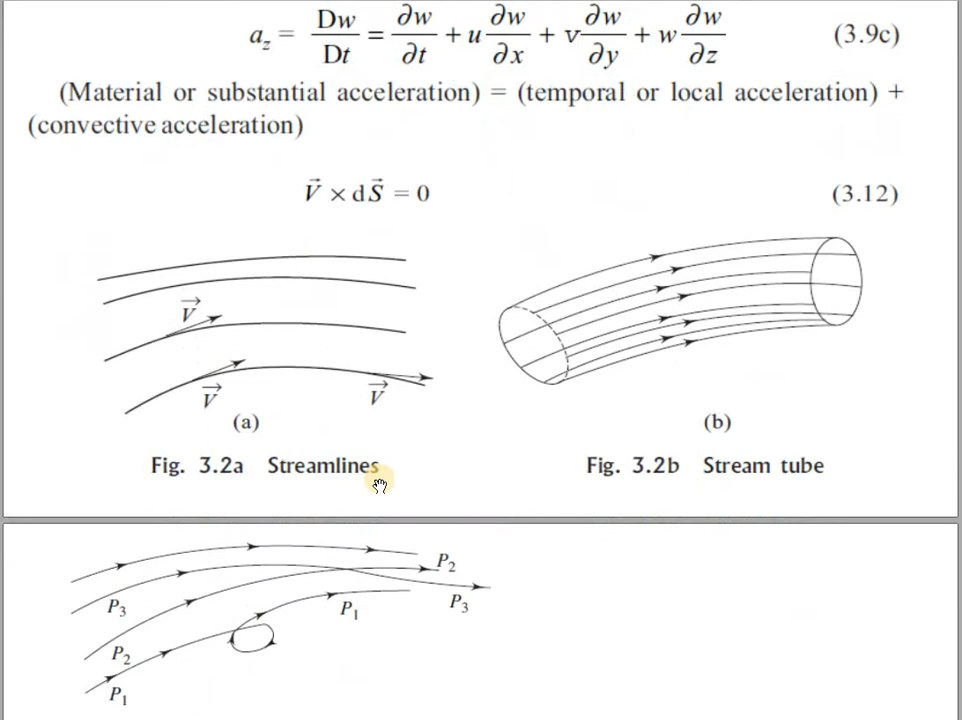 a_z = Dw/Dt = ∂w/∂t + u ∂w/∂x + v ∂w/∂y + w ∂w/∂z (3.9c)
(Material or substantial acceleration) = (temporal or local acceleration) +
(convective acceleration)
V⃗ × dS⃗ = 0 (3.12)
V⃗
V⃗
V⃗
(a)
(b)
Fig. 3.2a Streamlines
Fig. 3.2b Stream tube
P₂
P₃
P₁
P₃
P₂
P₁